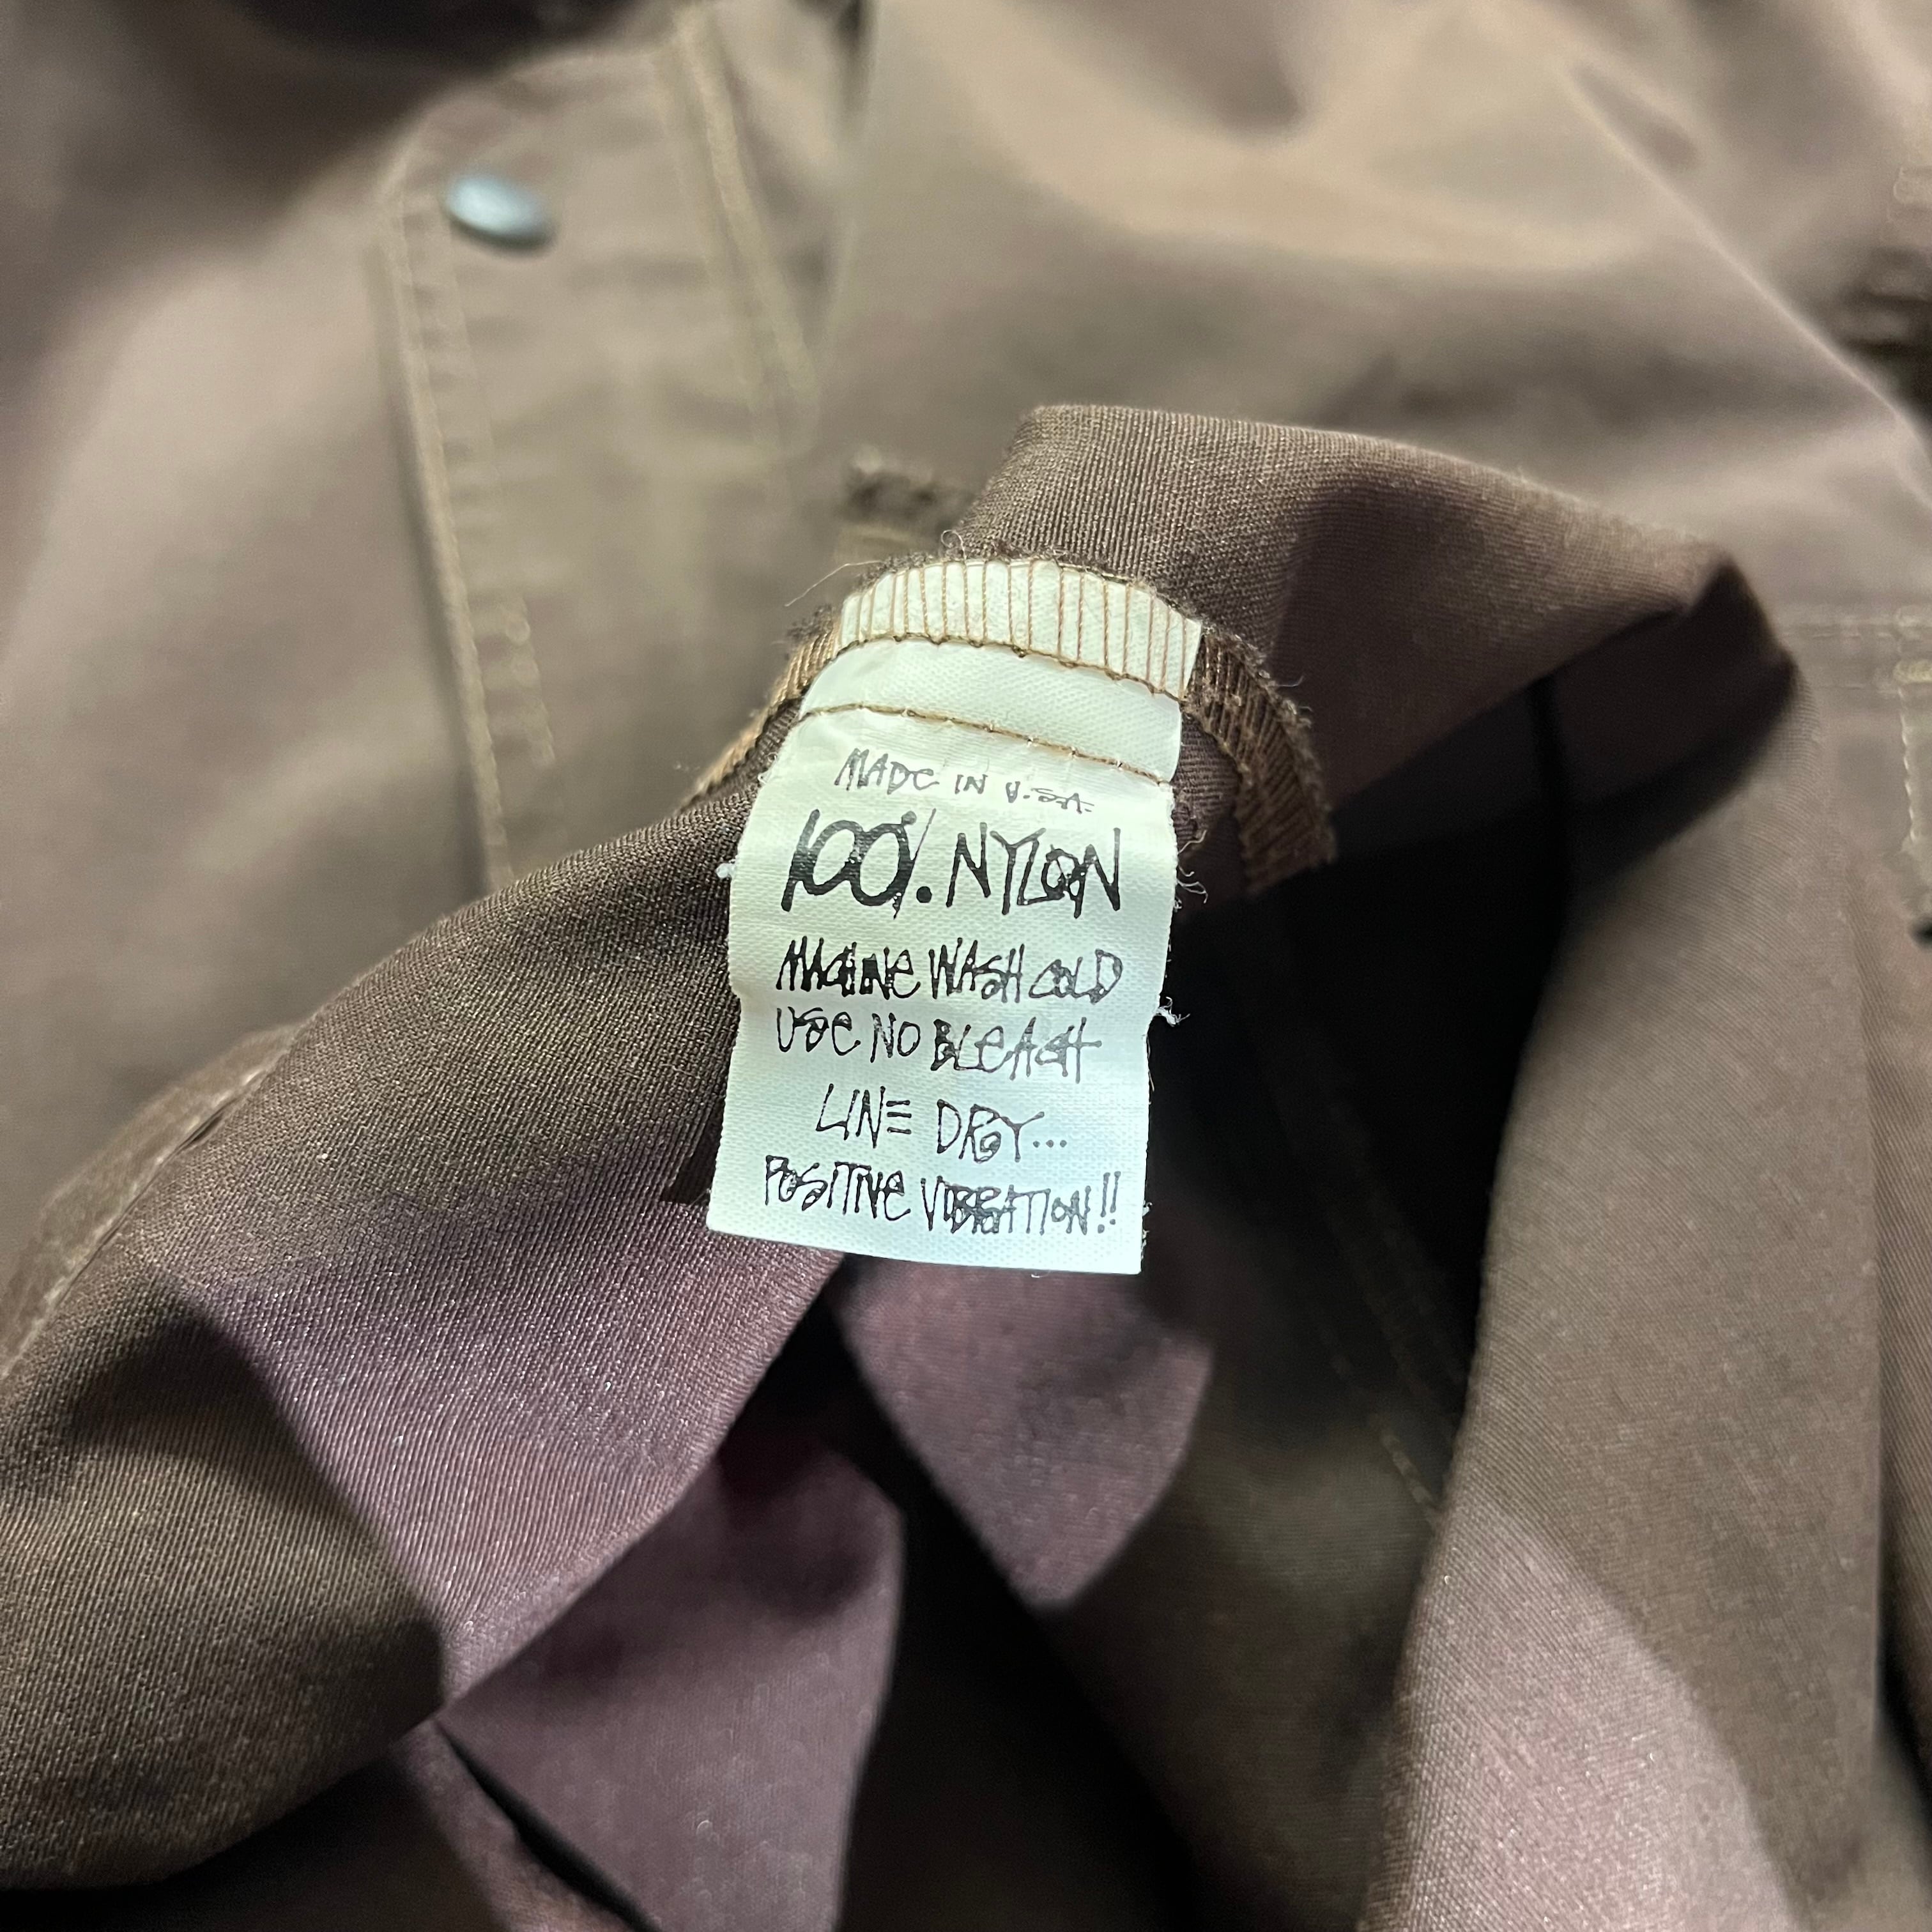 MADE IN U.S.A.
100%. NYLON
MACHINE WASH COLD
USE NO BLEACH
LINE DRY...
POSITIVE VIBRATION!!